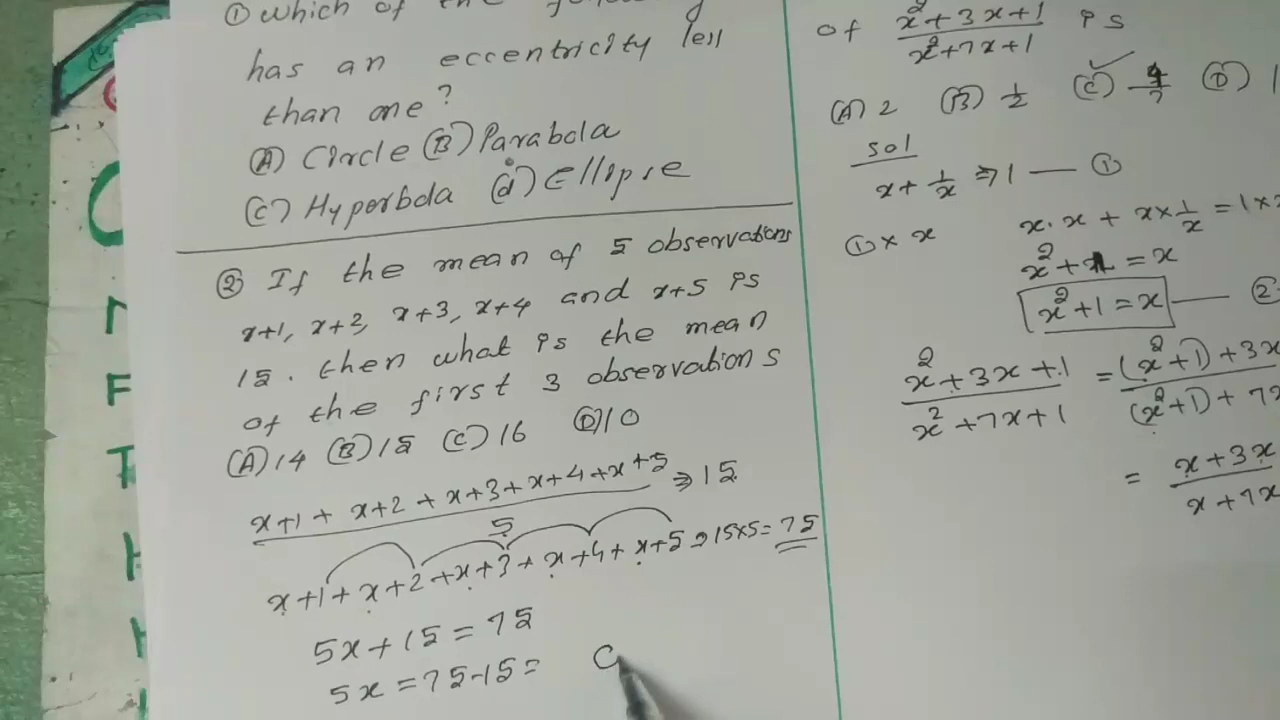 ① Which of the
has an eccentricity less
than one?
(A) Circle (B) Parabola
(C) Hyperbola (d) Ellipse
② If the mean of 5 observations
x+1, x+2, x+3, x+4 and x+5 is
15. then what is the mean
of the first 3 observations
(A) 14 (B) 15 (C) 16 (D) 10
x+1 + x+2 + x+3 + x+4 + x+5 / 5 ⇒ 15
x+1 + x+2 + x+3 + x+4 + x+5 ⇒ 15×5 = 75
5x + 15 = 75
5x = 75-15 =
of x²+3x+1 / x²+7x+1 is
(A) 2 (B) 1/2 (C) (D)
sol
x + 1/x ⇒ 1 — ①
① × x x·x + x×1/x = 1×
x² + 1 = x
x² + 1 = x — ②
x²+3x+1 / x²+7x+1 = (x²+1)+3x / (x²+1)+7x
= x+3x / x+7x
M
F
T
H